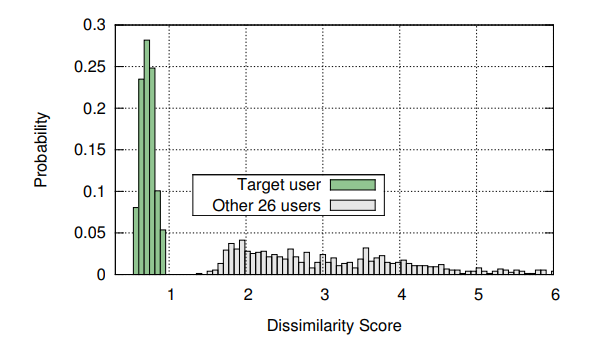 0.3
0.25
0.2
0.15
0.1
0.05
0
Probability
Target user
Other 26 users
1 2 3 4 5 6
Dissimilarity Score